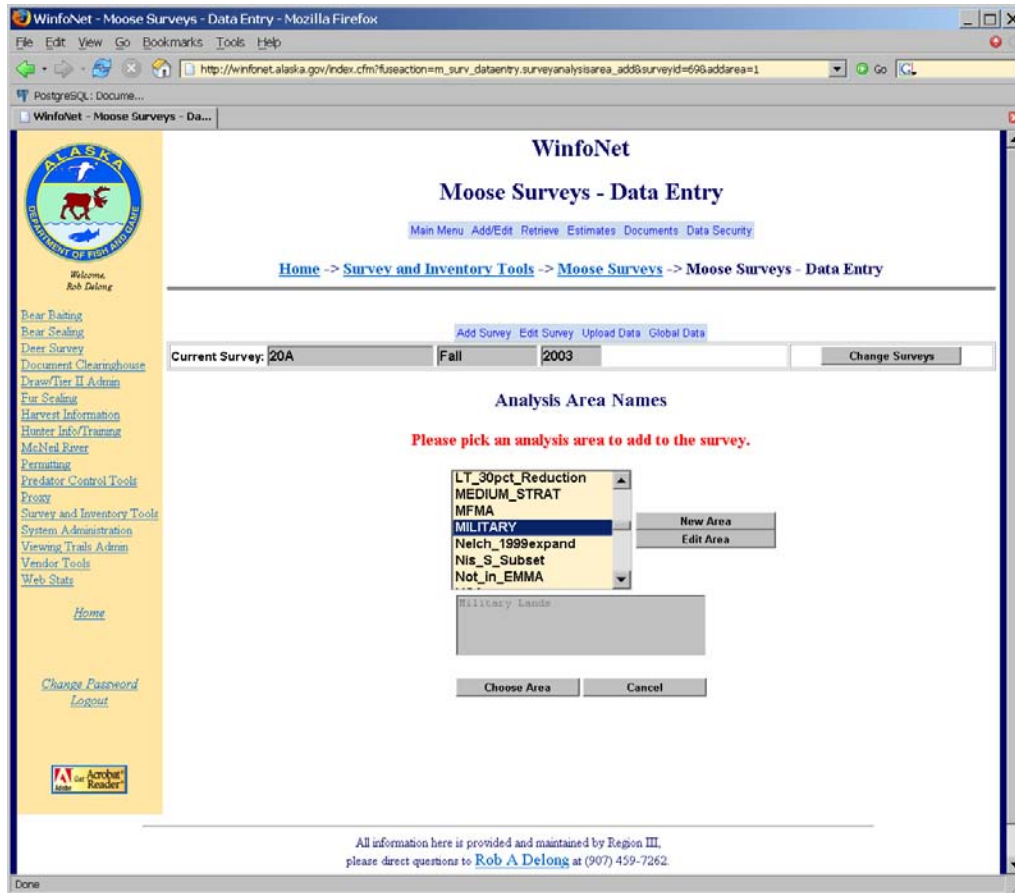 WinfoNet - Moose Surveys - Data Entry - Mozilla Firefox
File Edit View Go Bookmarks Tools Help
http://winfonet.alaska.gov/index.cfm?fuseaction=m_surv_dataentry.surveyanalysisarea_add&surveyid=69&addarea=1 Go
PostgreSQL: Docume...
WinfoNet - Moose Surveys - Da...
ALASKA
DEPARTMENT OF FISH AND GAME
Welcome,
Rob Delong
Bear Baiting
Bear Sealing
Deer Survey
Document Clearinghouse
Draw/Tier II Admin
Fur Sealing
Harvest Information
Hunter Info/Training
McNeil River
Permitting
Predator Control Tools
Proxy
Survey and Inventory Tools
System Administration
Viewing Trails Admin
Vendor Tools
Web Stats
Home
Change Password
Logout
Get Acrobat Reader
Adobe
WinfoNet
Moose Surveys - Data Entry
Main Menu Add/Edit Retrieve Estimates Documents Data Security
Home -> Survey and Inventory Tools -> Moose Surveys -> Moose Surveys - Data Entry
Add Survey Edit Survey Upload Data Global Data
Current Survey: 20A Fall 2003 Change Surveys
Analysis Area Names
Please pick an analysis area to add to the survey.
LT_30pct_Reduction
MEDIUM_STRAT
MFMA
MILITARY
Nelch_1999expand
Nis_S_Subset
Not_in_EMMA
New Area
Edit Area
Military Lands
Choose Area Cancel
All information here is provided and maintained by Region III,
please direct questions to Rob A Delong at (907) 459-7262.
Done